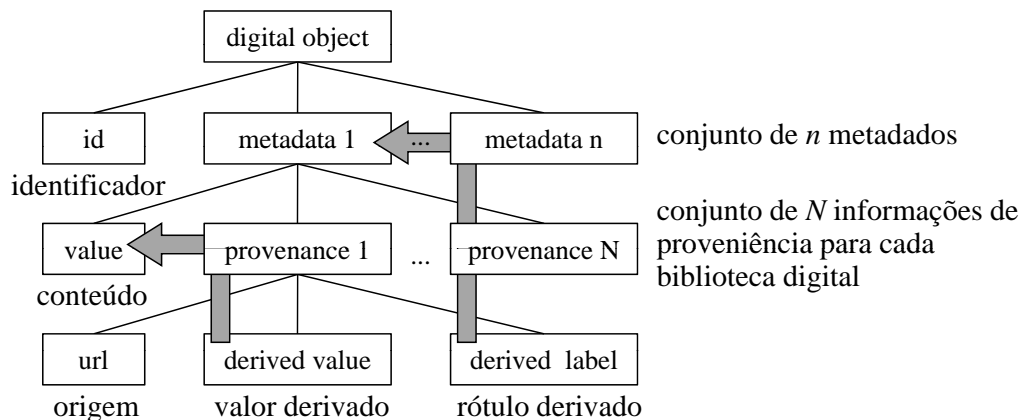 digital object
id
metadata 1
...
metadata n
conjunto de n metadados
identificador
value
provenance 1
...
provenance N
conjunto de N informações de
proveniência para cada
biblioteca digital
conteúdo
url
derived value
derived label
origem
valor derivado
rótulo derivado